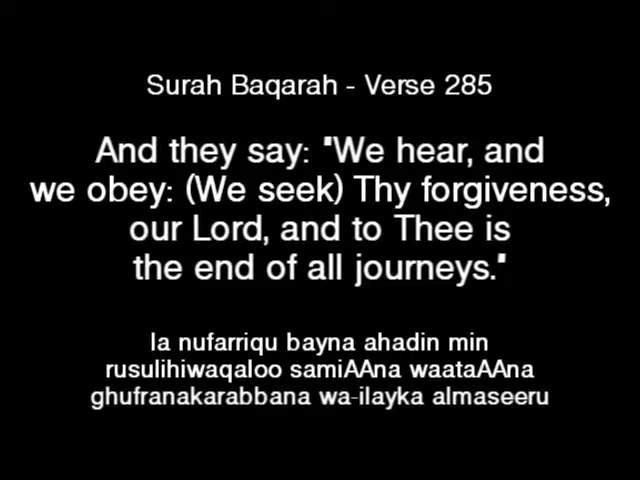 Surah Baqarah - Verse 285
And they say: "We hear, and
we obey: (We seek) Thy forgiveness,
our Lord, and to Thee is
the end of all journeys."
la nufarriqu bayna ahadin min
rusulihiwaqaloo samiAAna waataAAna
ghufranakarabbana wa-ilayka almaseeru